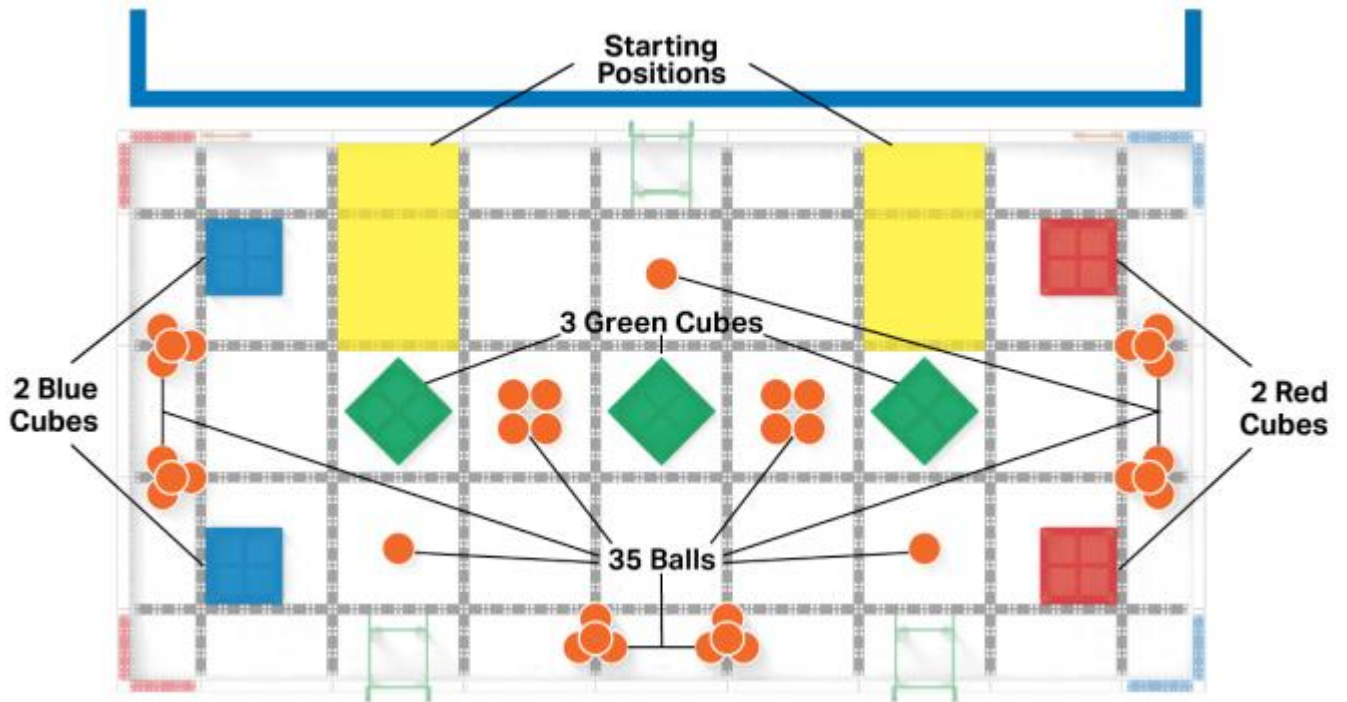 Starting
Positions
3 Green Cubes
2 Blue
Cubes
2 Red
Cubes
35 Balls